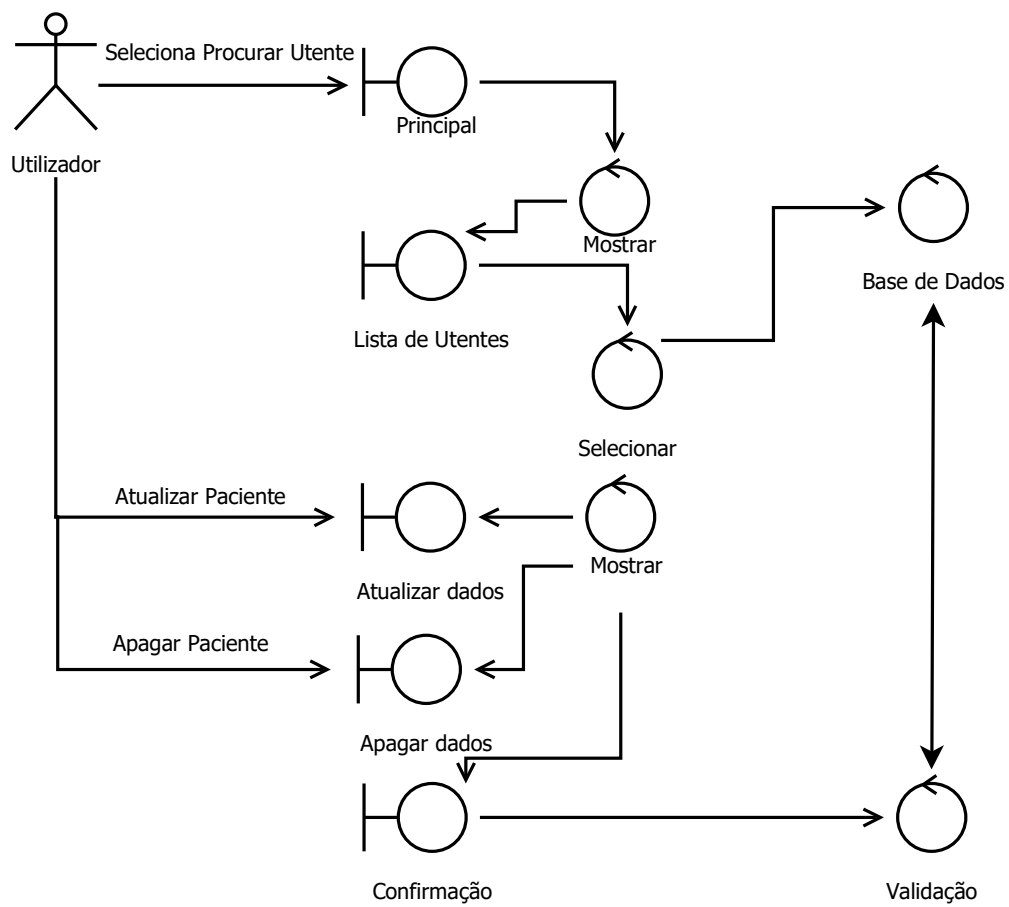 Seleciona Procurar Utente
Principal
Utilizador
Mostrar
Base de Dados
Lista de Utentes
Selecionar
Atualizar Paciente
Mostrar
Atualizar dados
Apagar Paciente
Apagar dados
Confirmação
Validação